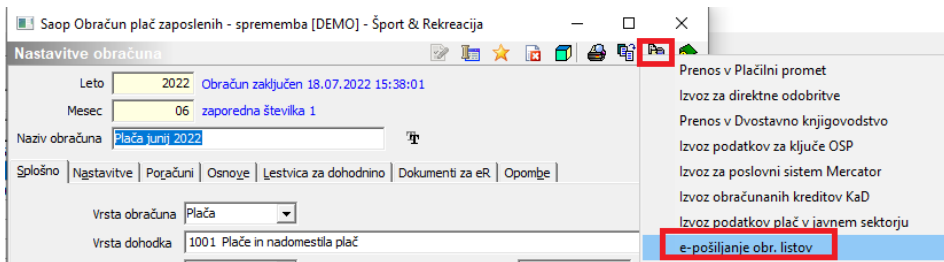 Saop Obračun plač zaposlenih - sprememba [DEMO] - Šport & Rekreacija
Nastavitve obračuna
Leto 2022 Obračun zaključen 18.07.2022 15:38:01
Mesec 06 zaporedna številka 1
Naziv obračuna Plača junij 2022
Splošno Nastavitve Poračuni Osnove Lestvica za dohodnino Dokumenti za eR Opombe
Vrsta obračuna Plača
Vrsta dohodka 1001 Plače in nadomestila plač
Prenos v Plačilni promet
Izvoz za direktne odobritve
Prenos v Dvostavno knjigovodstvo
Izvoz podatkov za ključe OSP
Izvoz za poslovni sistem Mercator
Izvoz obračunanih kreditov KaD
Izvoz podatkov plač v javnem sektorju
e-pošiljanje obr. listov